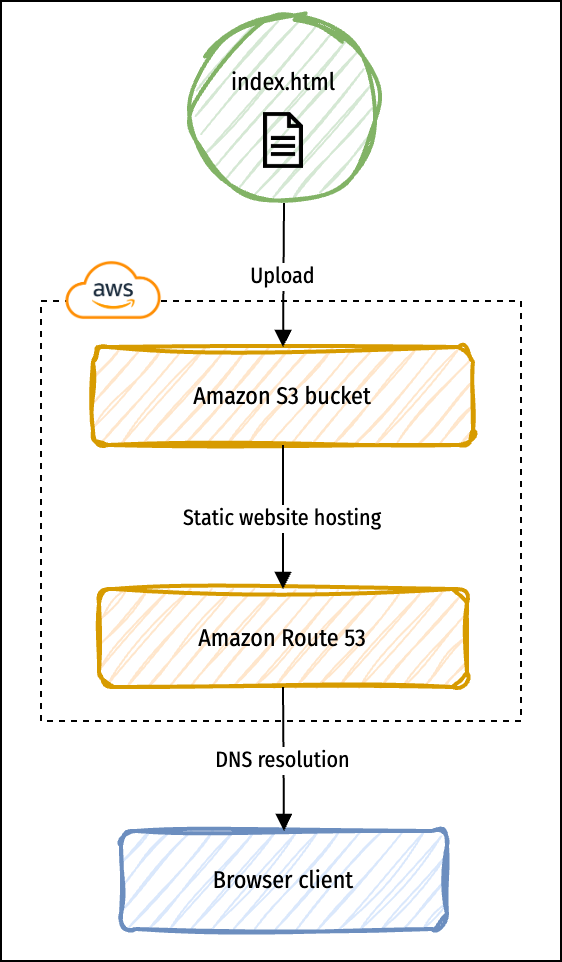 index.html
Upload
aws
Amazon S3 bucket
Static website hosting
Amazon Route 53
DNS resolution
Browser client